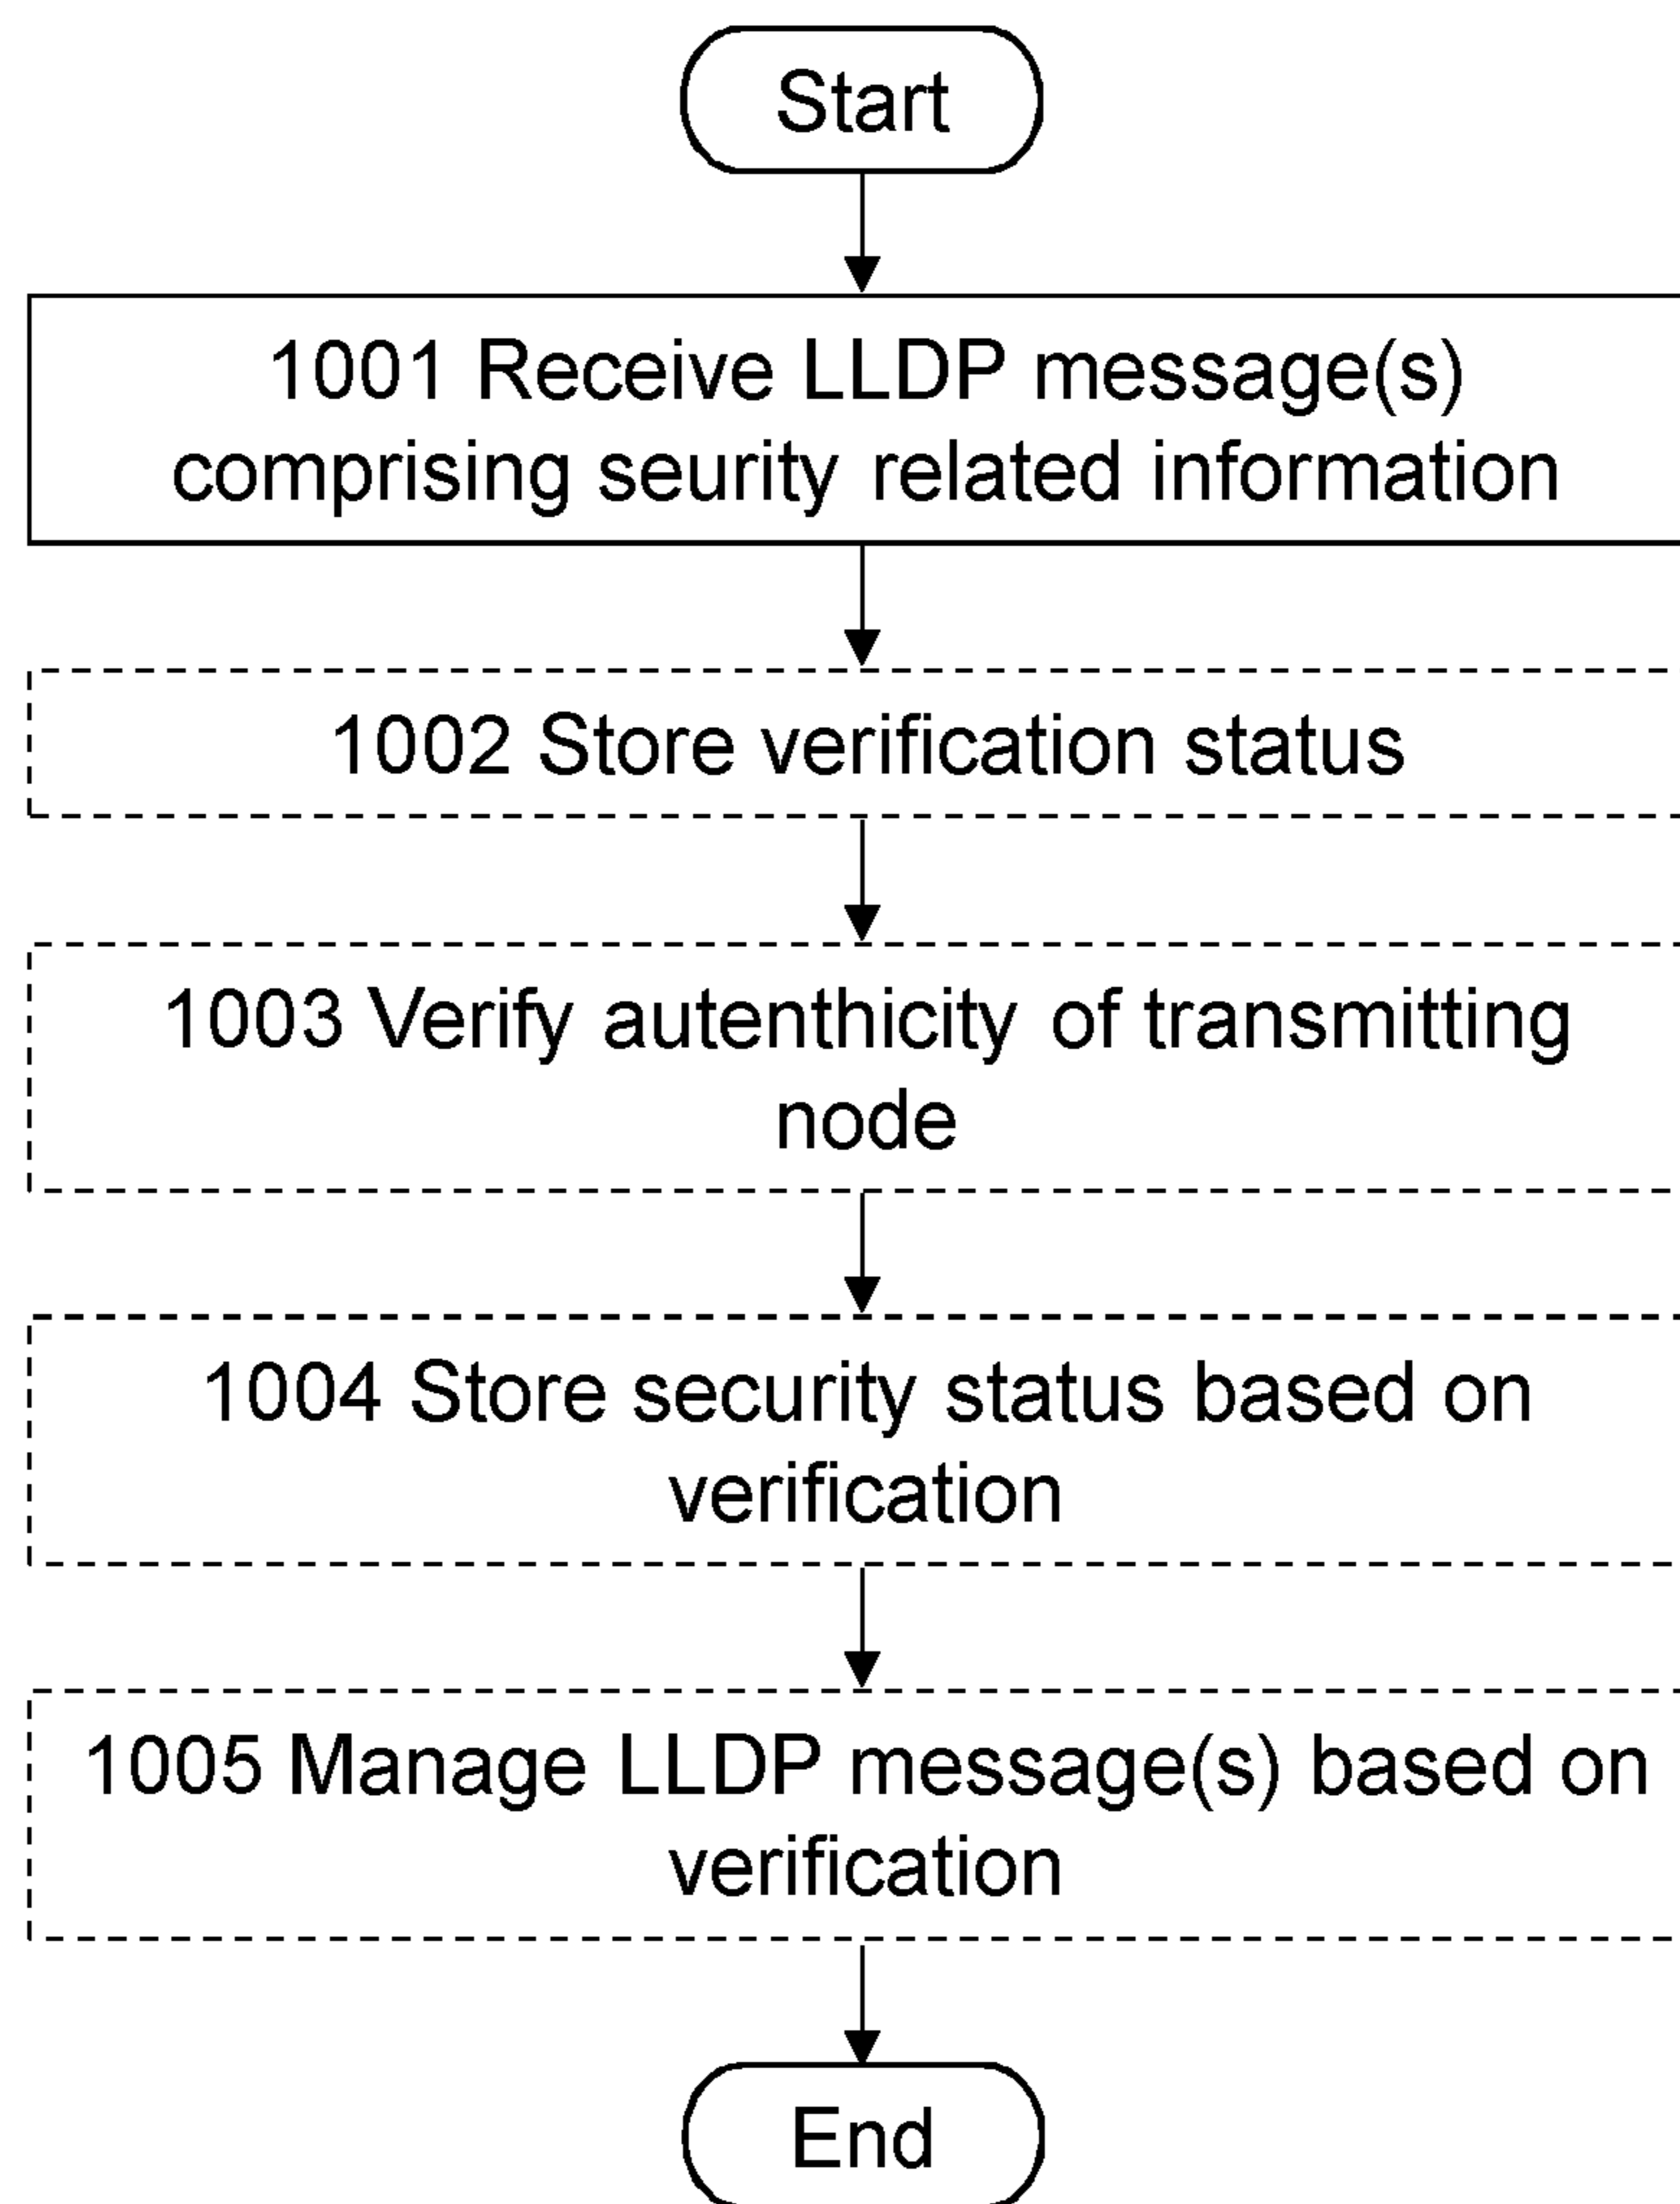 Start
1001 Receive LLDP message(s)
comprising seurity related information
1002 Store verification status
1003 Verify autenthicity of transmitting
node
1004 Store security status based on
verification
1005 Manage LLDP message(s) based on
verification
End